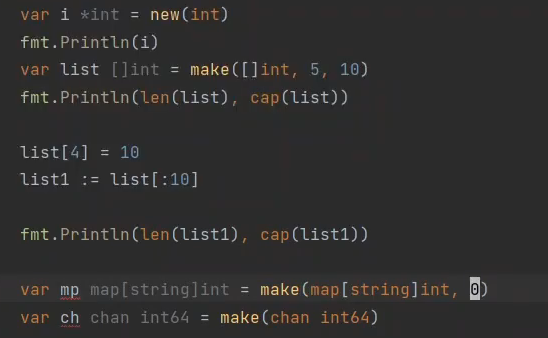 var i *int = new(int)
fmt.Println(i)
var list []int = make([]int, 5, 10)
fmt.Println(len(list), cap(list))
list[4] = 10
list1 := list[:10]
fmt.Println(len(list1), cap(list1))
var mp map[string]int = make(map[string]int, 0)
var ch chan int64 = make(chan int64)